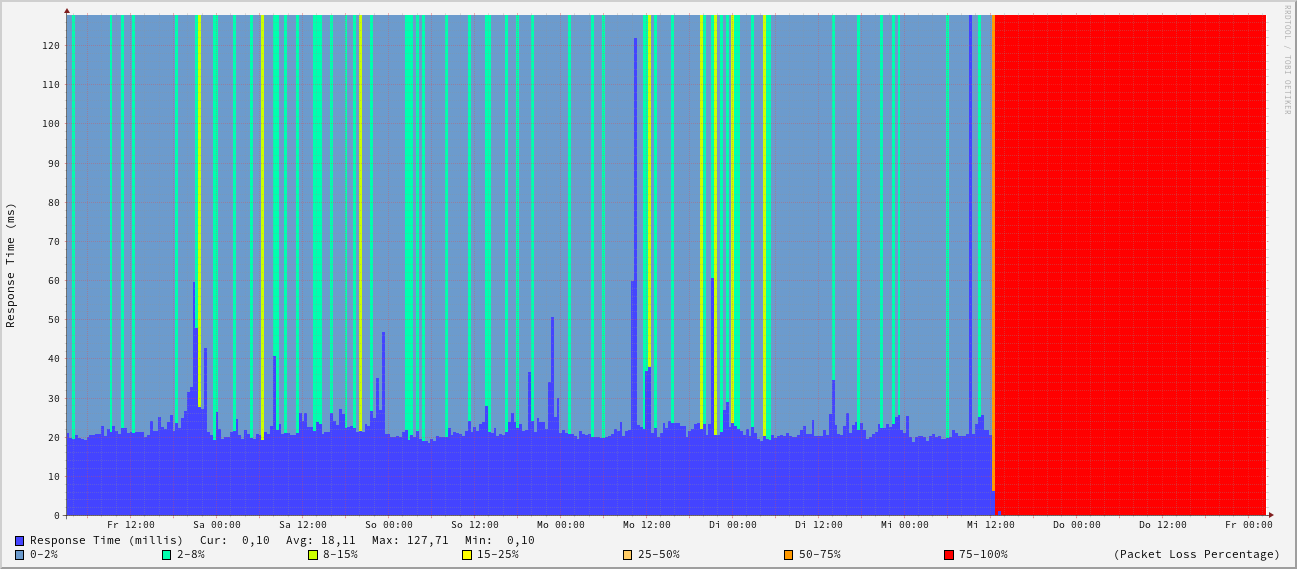 RRDTOOL / TOBI OETIKER
Response Time (ms)
120
110
100
90
80
70
60
50
40
30
20
10
0
Fr 12:00 Sa 00:00 Sa 12:00 So 00:00 So 12:00 Mo 00:00 Mo 12:00 Di 00:00 Di 12:00 Mi 00:00 Mi 12:00 Do 00:00 Do 12:00 Fr 00:00
Response Time (millis) Cur: 0,10 Avg: 18,11 Max: 127,71 Min: 0,10
0-2% 2-8% 8-15% 15-25% 25-50% 50-75% 75-100% (Packet Loss Percentage)